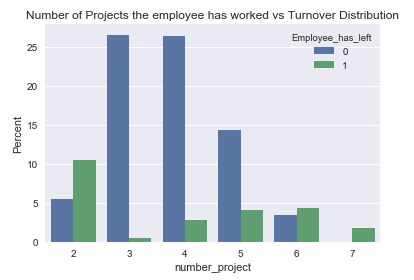 Number of Projects the employee has worked vs Turnover Distribution
Employee_has_left
0
1
25
20
15
10
5
0
Percent
2 3 4 5 6 7
number_project